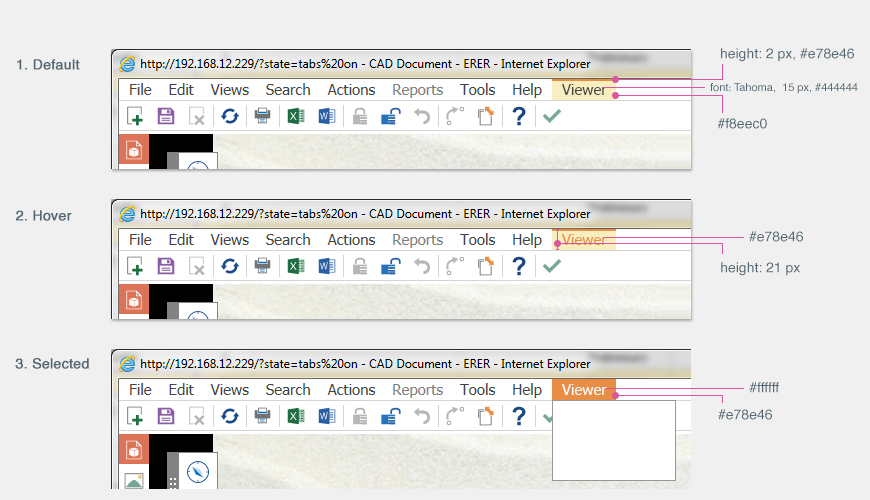 height: 2 px, #e78e46
1. Default
http://192.168.12.229/?state=tabs%20on - CAD Document - ERER - Internet Explorer
File Edit Views Search Actions Reports Tools Help Viewer
font: Tahoma, 15 px, #444444
#f8eec0
2. Hover
http://192.168.12.229/?state=tabs%20on - CAD Document - ERER - Internet Explorer
File Edit Views Search Actions Reports Tools Help Viewer
#e78e46
height: 21 px
3. Selected
http://192.168.12.229/?state=tabs%20on - CAD Document - ERER - Internet Explorer
File Edit Views Search Actions Reports Tools Help Viewer
#ffffff
#e78e46